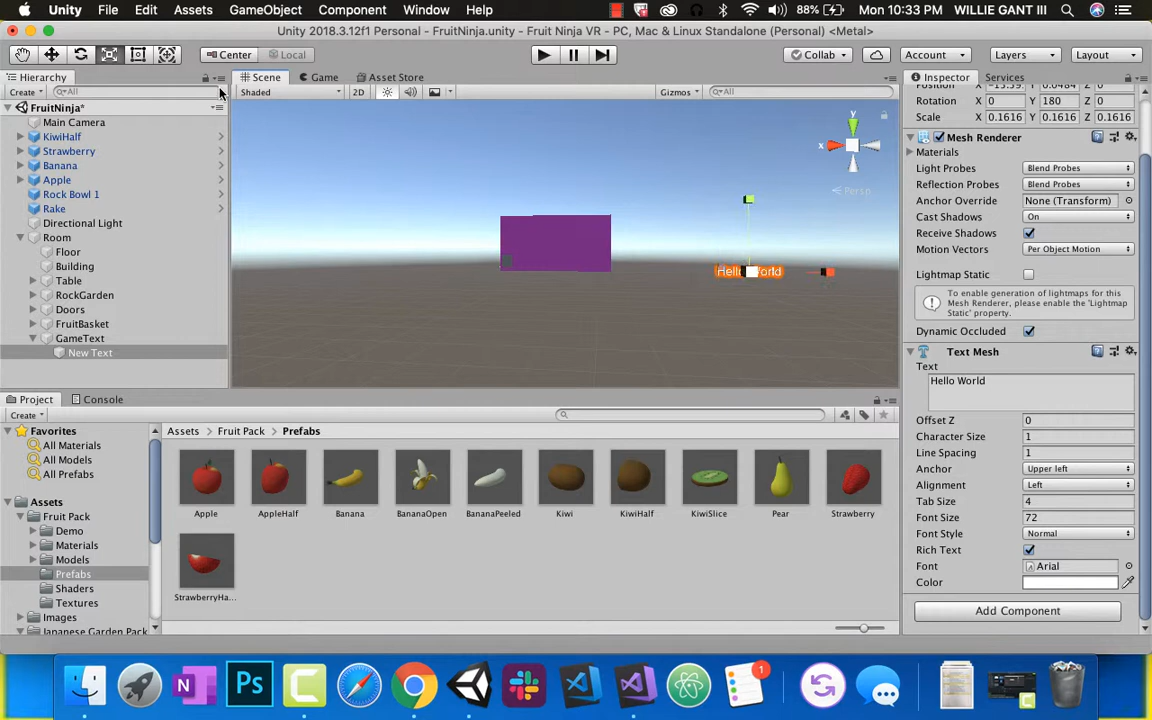 Unity File Edit Assets GameObject Component Window Help 88% Mon 10:33 PM WILLIE GANT III
Unity 2018.3.12f1 Personal - FruitNinja.unity - Fruit Ninja VR - PC, Mac & Linux Standalone (Personal) <Metal>
Center Local Collab Account Layers Layout
Hierarchy Scene Game Asset Store Inspector Services
Create All Shaded 2D Gizmos All
Position X Y 0.0484 Z
Rotation X 0 Y 180 Z 0
Scale X 0.1616 Y 0.1616 Z 0.1616
FruitNinja*
Main Camera
KiwiHalf
Strawberry
Banana
Apple
Rock Bowl 1
Rake
Directional Light
Room
Floor
Building
Table
RockGarden
Doors
FruitBasket
GameText
New Text
y
x
Persp
Hello World
Mesh Renderer
Materials
Light Probes Blend Probes
Reflection Probes Blend Probes
Anchor Override None (Transform)
Cast Shadows On
Receive Shadows
Motion Vectors Per Object Motion
Lightmap Static
To enable generation of lightmaps for this
Mesh Renderer, please enable the 'Lightmap
Static' property.
Dynamic Occluded
Text Mesh
Text
Hello World
Offset Z 0
Character Size 1
Line Spacing 1
Anchor Upper left
Alignment Left
Tab Size 4
Font Size 72
Font Style Normal
Rich Text
Font Arial
Color
Add Component
Project Console
Create
Favorites
All Materials
All Models
All Prefabs
Assets
Fruit Pack
Demo
Materials
Models
Prefabs
Shaders
Textures
Images
Japanese Garden Pack
Assets Fruit Pack Prefabs
Apple AppleHalf Banana BananaOpen BananaPeeled Kiwi KiwiHalf KiwiSlice Pear Strawberry
StrawberryHa...
N Ps C 1